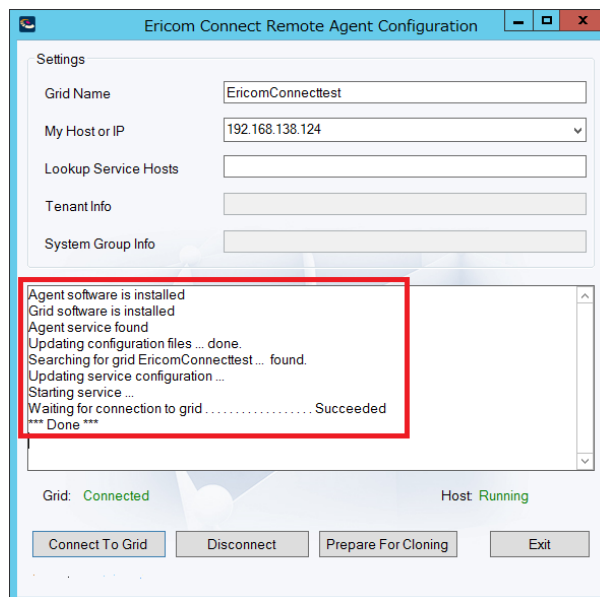 Ericom Connect Remote Agent Configuration
Settings
Grid Name
EricomConnecttest
My Host or IP
192.168.138.124
Lookup Service Hosts
Tenant Info
System Group Info
Agent software is installed
Grid software is installed
Agent service found
Updating configuration files ... done.
Searching for grid EricomConnecttest ...  found.
Updating service configuration ...
Starting service ...
Waiting for connection to grid . . . . . . . . . . . . . . . . . . Succeeded
*** Done ***
Grid: Connected
Host: Running
Connect To Grid
Disconnect
Prepare For Cloning
Exit